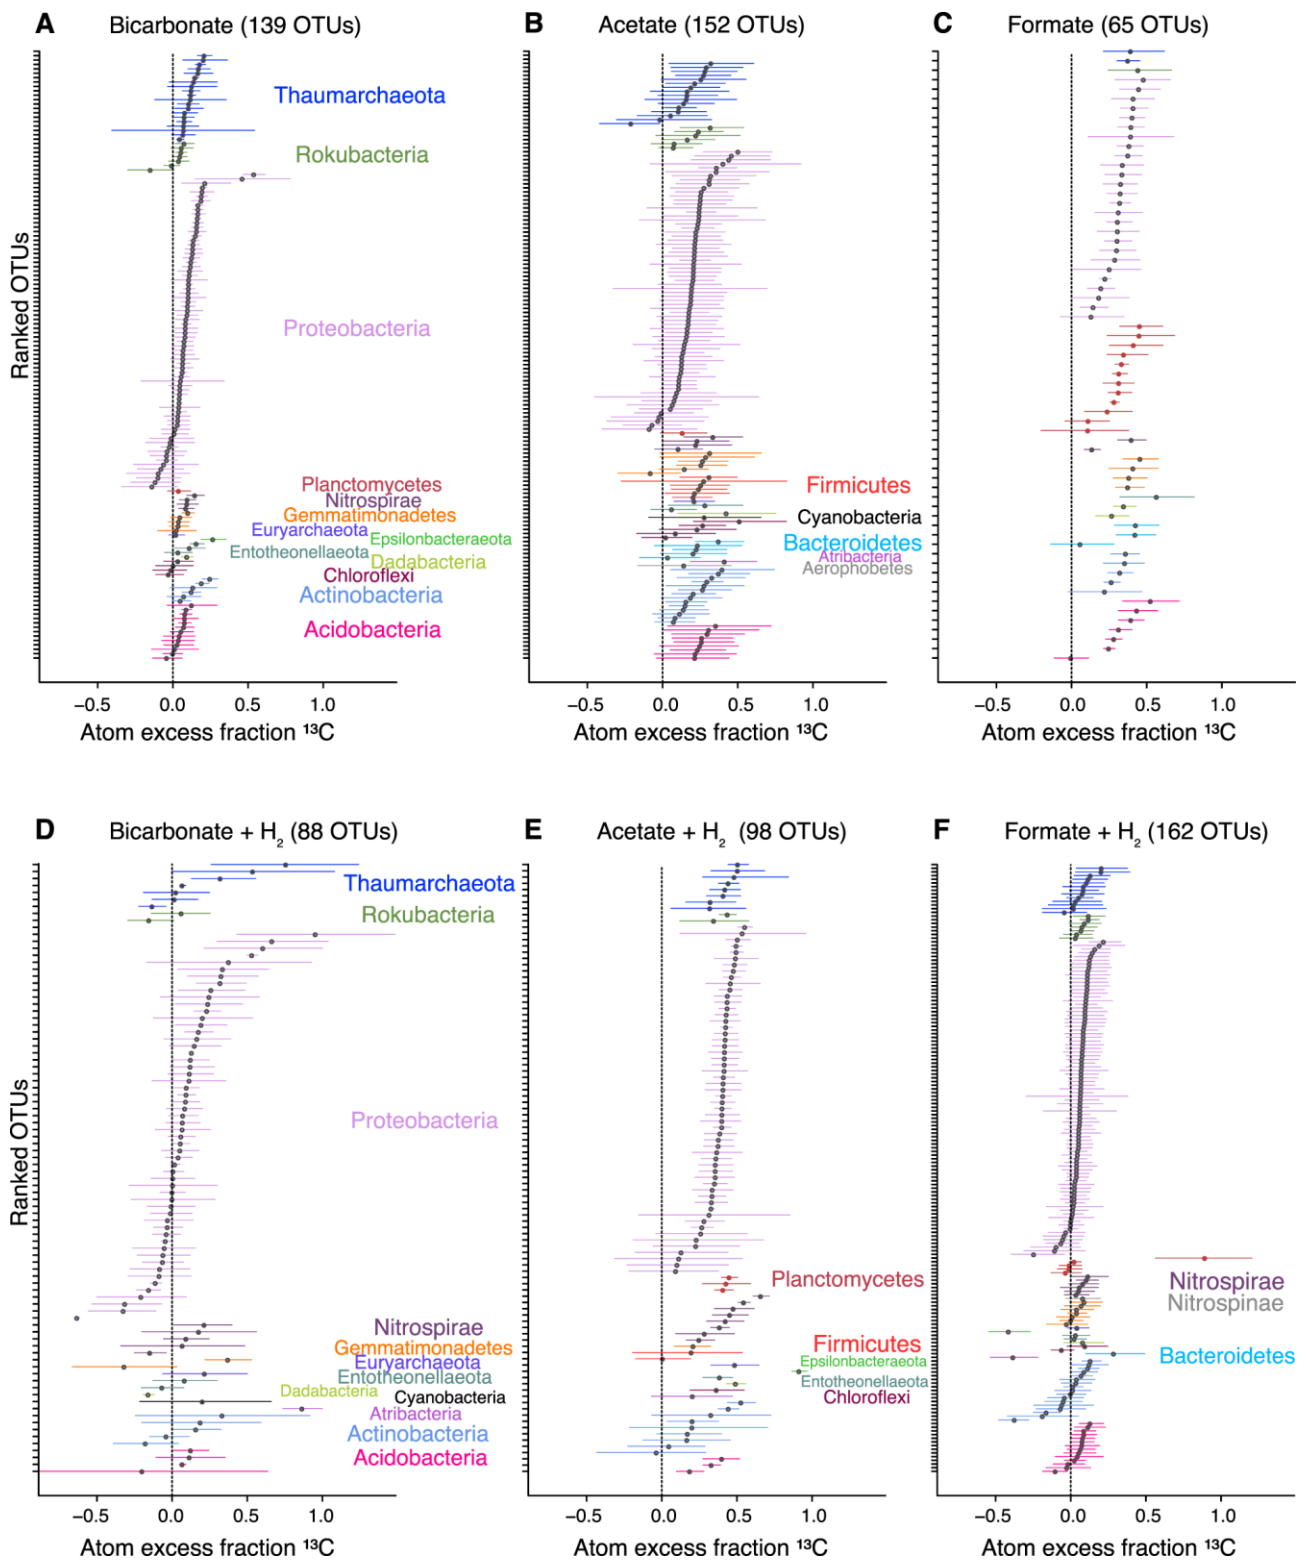 A Bicarbonate (139 OTUs)
Ranked OTUs
Thaumarchaeota
Rokubacteria
Proteobacteria
Planctomycetes
Nitrospirae
Gemmatimonadetes
Euryarchaeota
Epsilonbacteraeota
Entotheonellaeota
Dadabacteria
Chloroflexi
Actinobacteria
Acidobacteria
−0.5 0.0 0.5 1.0
Atom excess fraction ¹³C
B Acetate (152 OTUs)
Firmicutes
Cyanobacteria
Bacteroidetes
Atribacteria
Aerophobetes
−0.5 0.0 0.5 1.0
Atom excess fraction ¹³C
C Formate (65 OTUs)
−0.5 0.0 0.5 1.0
Atom excess fraction ¹³C
D Bicarbonate + H₂ (88 OTUs)
Ranked OTUs
Thaumarchaeota
Rokubacteria
Proteobacteria
Nitrospirae
Gemmatimonadetes
Euryarchaeota
Entotheonellaeota
Dadabacteria
Cyanobacteria
Atribacteria
Actinobacteria
Acidobacteria
−0.5 0.0 0.5 1.0
Atom excess fraction ¹³C
E Acetate + H₂ (98 OTUs)
Planctomycetes
Firmicutes
Epsilonbacteraeota
Entotheonellaeota
Chloroflexi
−0.5 0.0 0.5 1.0
Atom excess fraction ¹³C
F Formate + H₂ (162 OTUs)
Nitrospirae
Nitrospinae
Bacteroidetes
−0.5 0.0 0.5 1.0
Atom excess fraction ¹³C